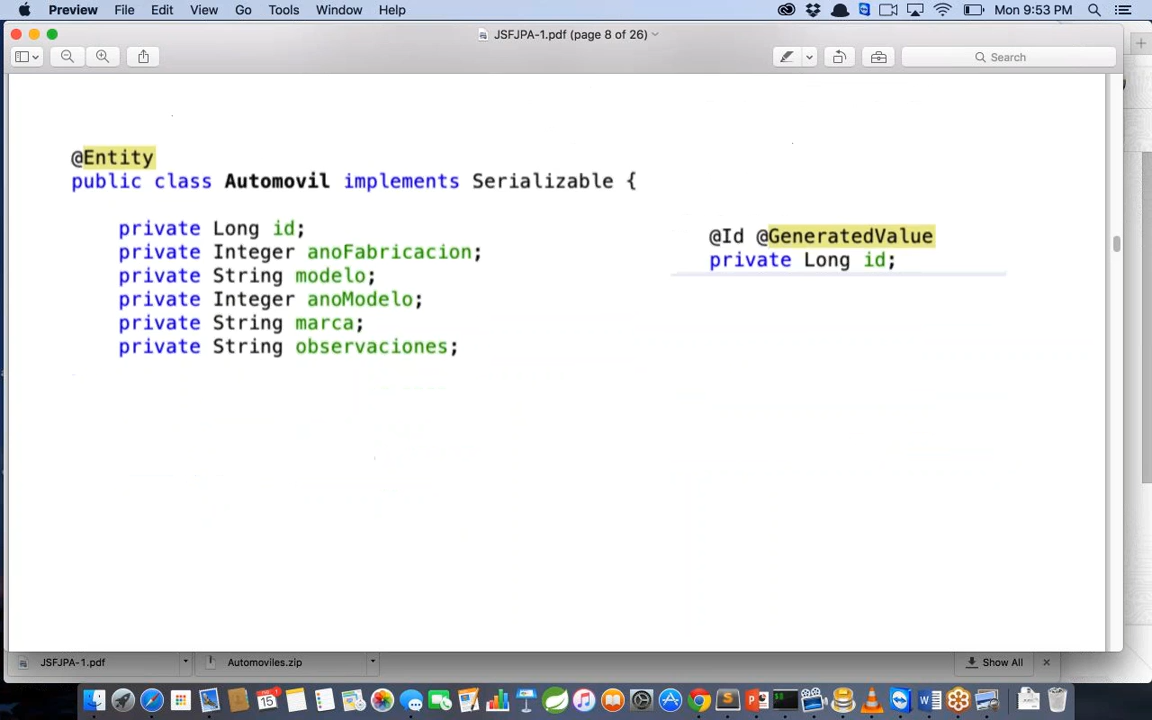 Preview File Edit View Go Tools Window Help Mon 9:53 PM
JSFJPA-1.pdf (page 8 of 26)
Search
@Entity
public class Automovil implements Serializable {
private Long id;
private Integer anoFabricacion;
private String modelo;
private Integer anoModelo;
private String marca;
private String observaciones;
@Id @GeneratedValue
private Long id;
JSFJPA-1.pdf Automoviles.zip Show All
15